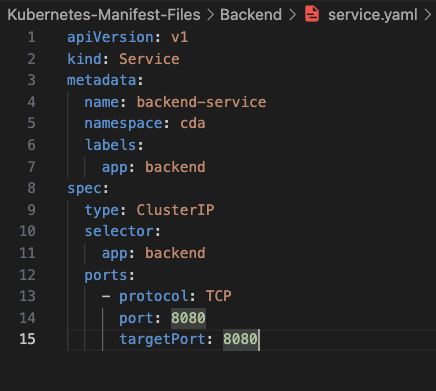 Kubernetes-Manifest-Files > Backend > service.yaml >
1 apiVersion: v1
2 kind: Service
3 metadata:
4   name: backend-service
5   namespace: cda
6   labels:
7     app: backend
8 spec:
9   type: ClusterIP
10   selector:
11     app: backend
12   ports:
13     - protocol: TCP
14       port: 8080
15       targetPort: 8080